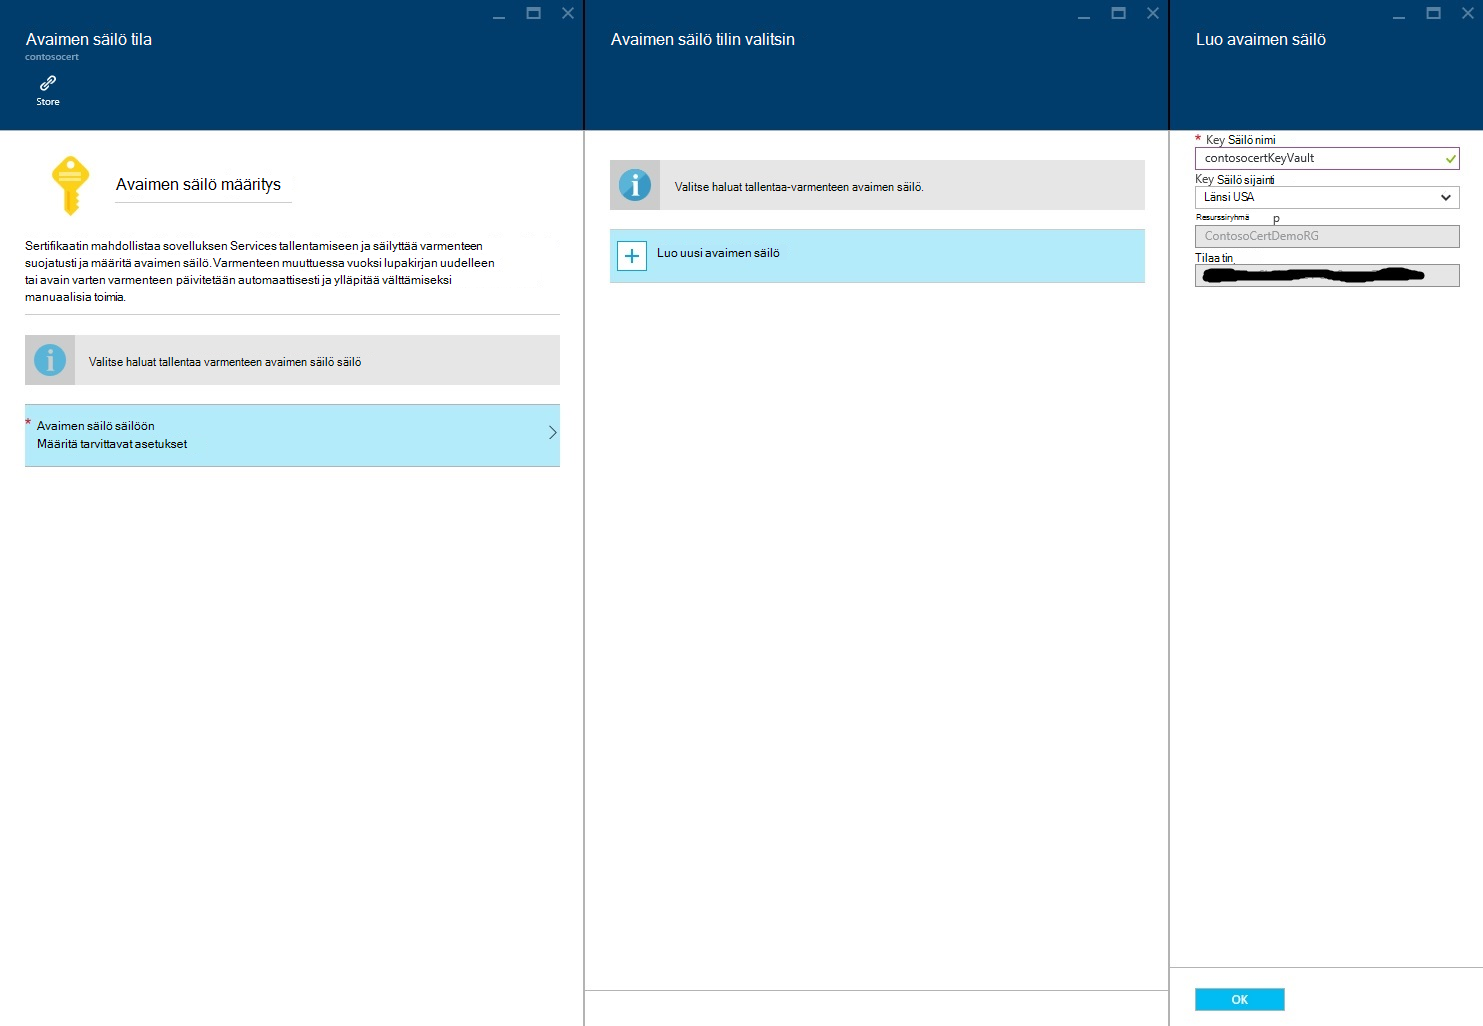 Avaimen säilö tila
contosocert
Store
Avaimen säilö määritys
Sertifikaatin mahdollistaa sovelluksen Services tallentamiseen ja säilyttää varmenteen
suojatusti ja määritä avaimen säilö. Varmenteen muuttuessa vuoksi lupakirjan uudelleen
tai avain varten varmenteen päivitetään automaattisesti ja ylläpitää välttämiseksi
manuaalisia toimia.
Valitse haluat tallentaa varmenteen avaimen säilö säilö
* Avaimen säilö säilöön
Määritä tarvittavat asetukset
Avaimen säilö tilin valitsin
Valitse haluat tallentaa-varmenteen avaimen säilö.
Luo uusi avaimen säilö
Luo avaimen säilö
* Key Säilö nimi
contosocertKeyVault
Key Säilö sijainti
Länsi USA
Resurssiryhmä p
ContosoCertDemoRG
Tilaatin
OK